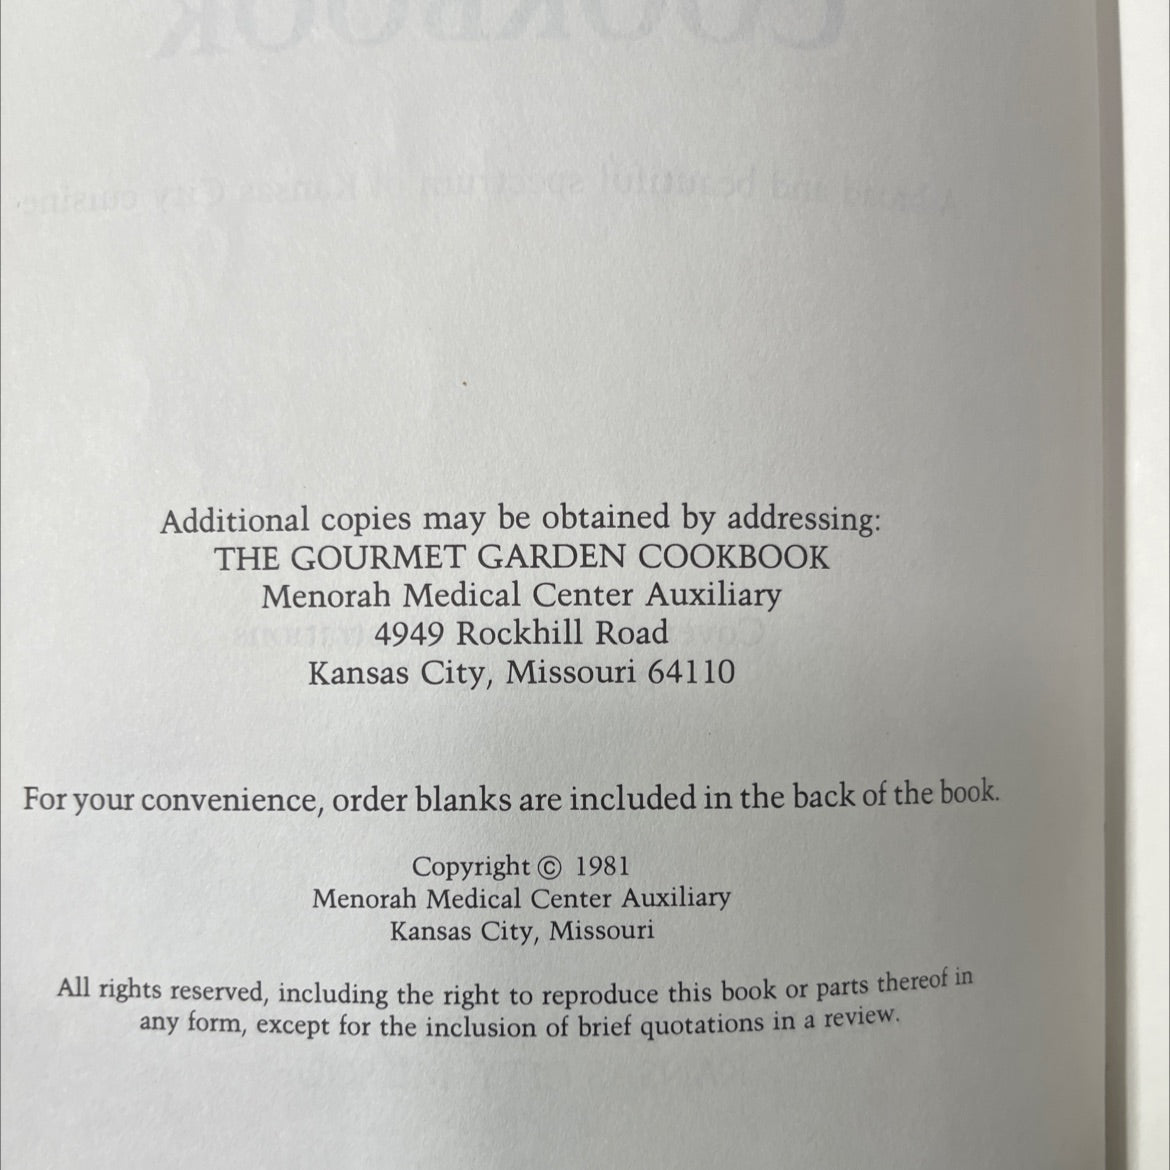 COOKBOOK
Additional copies may be obtained by addressing:
THE GOURMET GARDEN COOKBOOK
Menorah Medical Center Auxiliary
4949 Rockhill Road
Kansas City, Missouri 64110
For your convenience, order blanks are included in the back of the book.
Copyright © 1981
Menorah Medical Center Auxiliary
Kansas City, Missouri
All rights reserved, including the right to reproduce this book or parts thereof in
any form, except for the inclusion of brief quotations in a review.